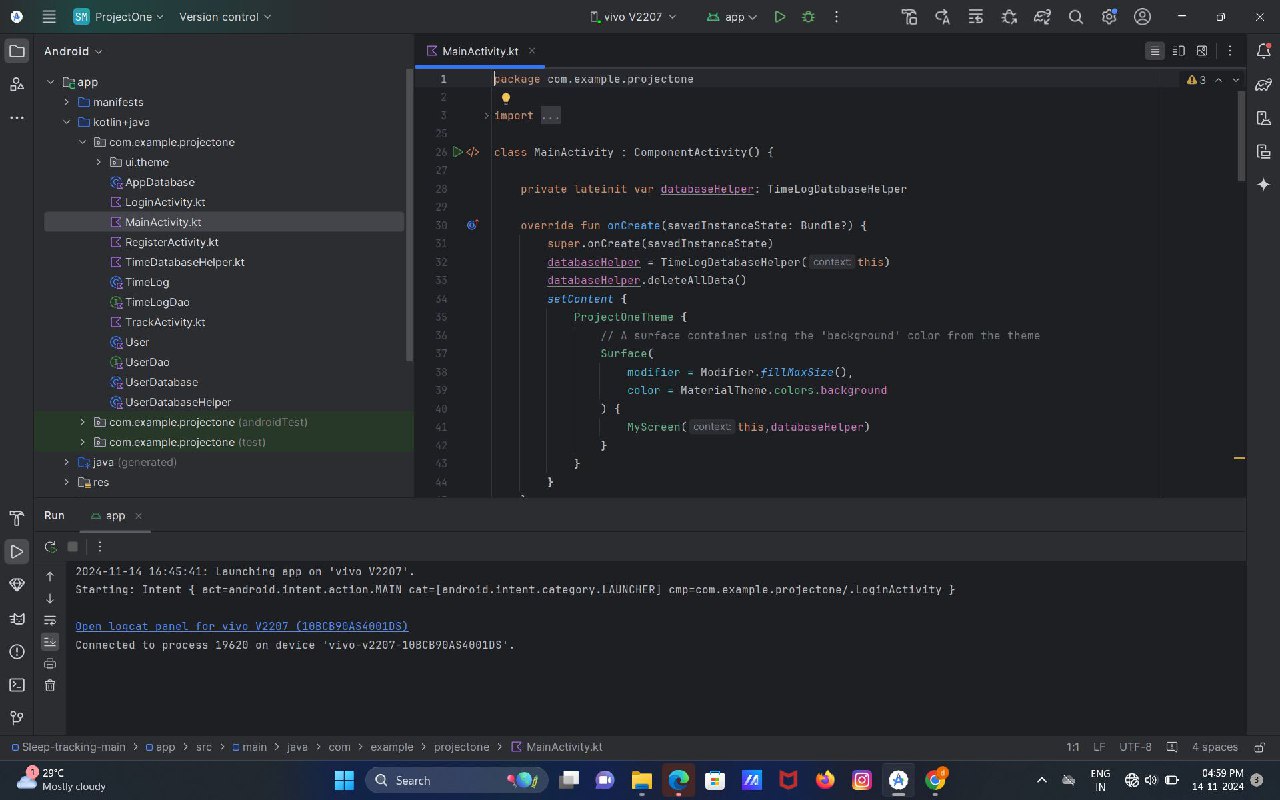 SM ProjectOne Version control vivo V2207 app
Android
MainActivity.kt
app
manifests
kotlin+java
com.example.projectone
ui.theme
AppDatabase
LoginActivity.kt
MainActivity.kt
RegisterActivity.kt
TimeDatabaseHelper.kt
TimeLog
TimeLogDao
TrackActivity.kt
User
UserDao
UserDatabase
UserDatabaseHelper
com.example.projectone (androidTest)
com.example.projectone (test)
java (generated)
res
3
1 package com.example.projectone
2
3 import ...
25
26 class MainActivity : ComponentActivity() {
27
28 private lateinit var databaseHelper: TimeLogDatabaseHelper
29
30 override fun onCreate(savedInstanceState: Bundle?) {
31 super.onCreate(savedInstanceState)
32 databaseHelper = TimeLogDatabaseHelper( context: this)
33 databaseHelper.deleteAllData()
34 setContent {
35 ProjectOneTheme {
36 // A surface container using the 'background' color from the theme
37 Surface(
38 modifier = Modifier.fillMaxSize(),
39 color = MaterialTheme.colors.background
40 ) {
41 MyScreen( context: this,databaseHelper)
42 }
43 }
44 }
Run app
2024-11-14 16:45:41: Launching app on 'vivo V2207'.
Starting: Intent { act=android.intent.action.MAIN cat=[android.intent.category.LAUNCHER] cmp=com.example.projectone/.LoginActivity }
Open logcat panel for vivo V2207 (10BCB90AS4001DS)
Connected to process 19620 on device 'vivo-v2207-10BCB90AS4001DS'.
Sleep-tracking-main > app > src > main > java > com > example > projectone > MainActivity.kt
1:1 LF UTF-8 4 spaces
1 29°C
Mostly cloudy
Search
ENG
IN
04:59 PM
14-11-2024
3